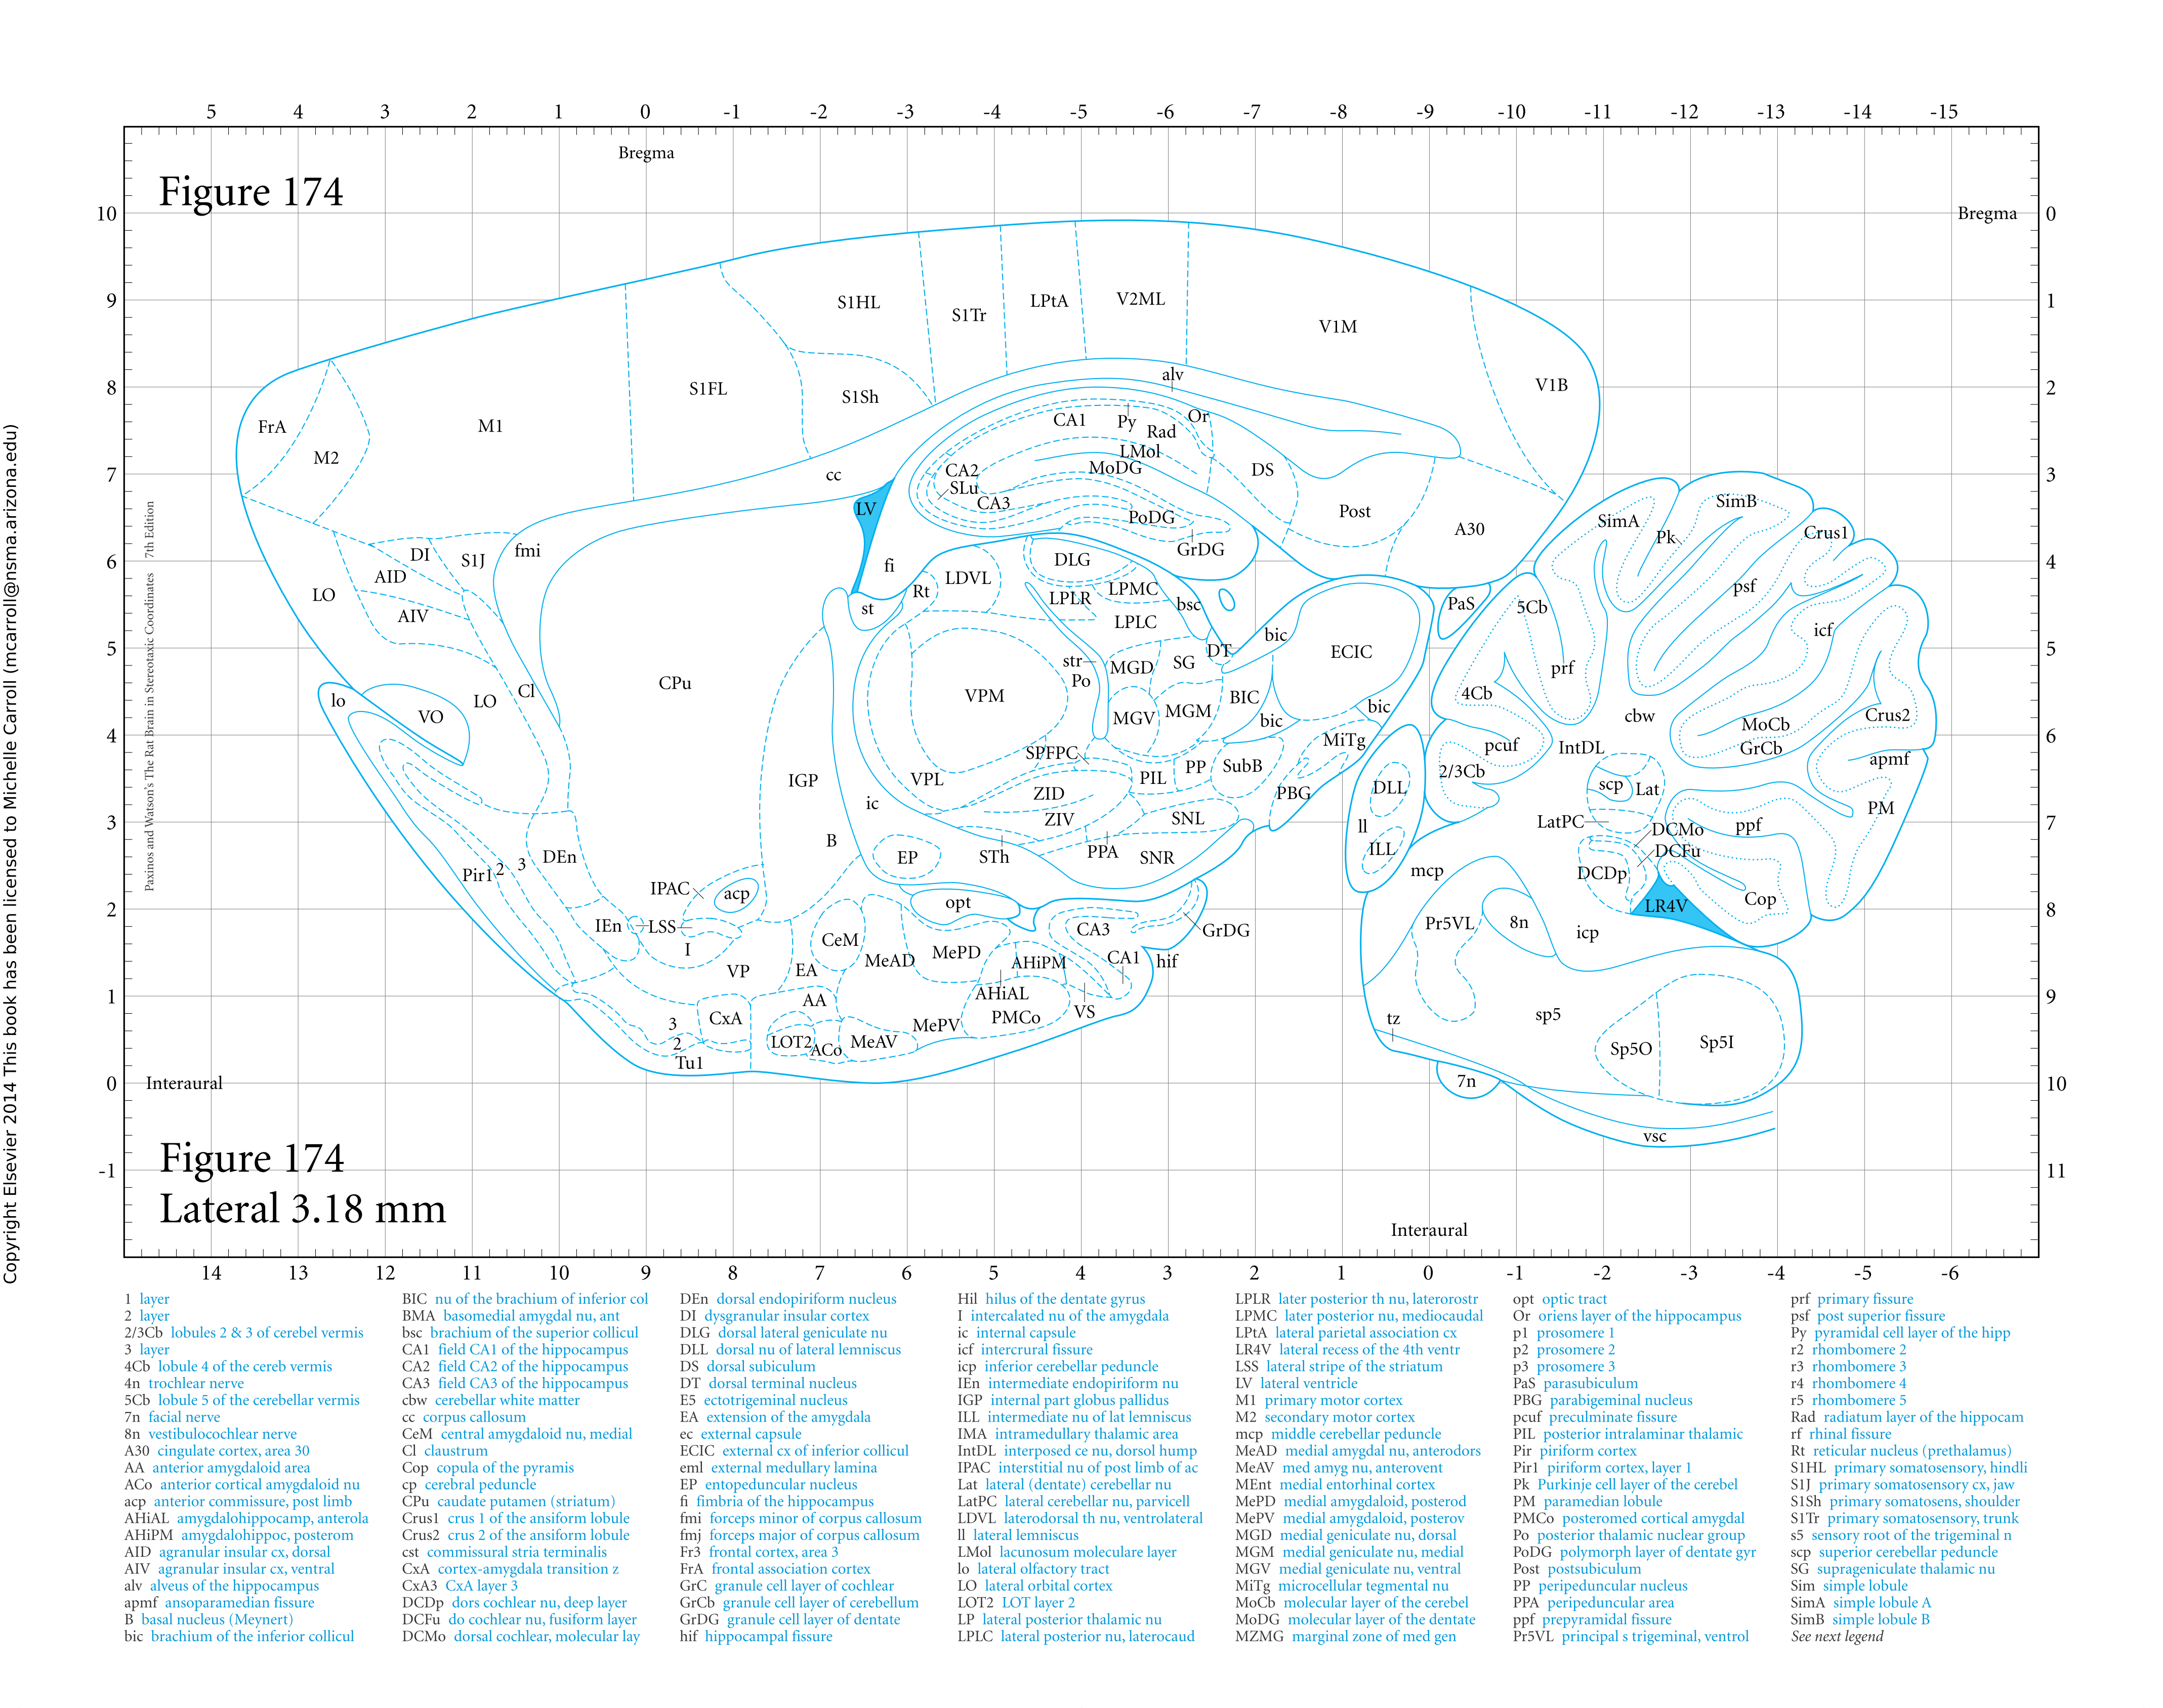 5 4 3 2 1 0 -1 -2 -3 -4 -5 -6 -7 -8 -9 -10 -11 -12 -13 -14 -15
Bregma
Figure 174
10 0
Bregma
9 1
S1HL S1Tr LPtA V2ML V1M
8 2
S1FL S1Sh alv V1B
FrA M2 M1
CA1 Py Or Rad LMol MoDG
7 3
cc CA2 SLu CA3 DS PoDG GrDG Post A30
LV SimA SimB Pk Crus1
6 4
DI AID S1J fmi fi DLG LDVL Rt
LO AIV st LPLR LPMC bsc LPLC PaS 5Cb psf icf
5 5
bic DT ECIC str Po MGD SG prf
CPu VPM 4Cb
lo VO LO Cl MGV MGM BIC bic bic cbw MoCb GrCb Crus2
4 6
SPFPC MiTg pcuf IntDL apmf
IGP VPL PIL PP SubB 2/3Cb scp Lat
ic ZID PBG DLL PM
3 7
ZIV SNL ll LatPC DCMo ppf
B EP STh PPA SNR ILL DCFu
Pir1 2 3 DEn mcp DCDp
IPAC acp opt Cop
2 8
IEn LSS I CeM CA3 GrDG Pr5VL 8n LR4V icp
MeAD MePD AHiPM CA1 hif
VP EA
1 9
AA AHiAL PMCo VS
3 CxA MePV tz sp5
2 LOT2 ACo MeAV Sp5O Sp5I
Tu1
0 Interaural 10
7n
vsc
Figure 174
-1 11
Lateral 3.18 mm
Interaural
14 13 12 11 10 9 8 7 6 5 4 3 2 1 0 -1 -2 -3 -4 -5 -6
Paxinos and Watson's The Rat Brain in Stereotaxic Coordinates 7th Edition
Copyright Elsevier 2014 This book has been licensed to Michelle Carroll (mcarroll@nsma.arizona.edu)
1 layer
2 layer
2/3Cb lobules 2 & 3 of cerebel vermis
3 layer
4Cb lobule 4 of the cereb vermis
4n trochlear nerve
5Cb lobule 5 of the cerebellar vermis
7n facial nerve
8n vestibulocochlear nerve
A30 cingulate cortex, area 30
AA anterior amygdaloid area
ACo anterior cortical amygdaloid nu
acp anterior commissure, post limb
AHiAL amygdalohippocamp, anterola
AHiPM amygdalohippoc, posterom
AID agranular insular cx, dorsal
AIV agranular insular cx, ventral
alv alveus of the hippocampus
apmf ansoparamedian fissure
B basal nucleus (Meynert)
bic brachium of the inferior collicul
BIC nu of the brachium of inferior col
BMA basomedial amygdal nu, ant
bsc brachium of the superior collicul
CA1 field CA1 of the hippocampus
CA2 field CA2 of the hippocampus
CA3 field CA3 of the hippocampus
cbw cerebellar white matter
cc corpus callosum
CeM central amygdaloid nu, medial
Cl claustrum
Cop copula of the pyramis
cp cerebral peduncle
CPu caudate putamen (striatum)
Crus1 crus 1 of the ansiform lobule
Crus2 crus 2 of the ansiform lobule
cst commissural stria terminalis
CxA cortex-amygdala transition z
CxA3 CxA layer 3
DCDp dors cochlear nu, deep layer
DCFu do cochlear nu, fusiform layer
DCMo dorsal cochlear, molecular lay
DEn dorsal endopiriform nucleus
DI dysgranular insular cortex
DLG dorsal lateral geniculate nu
DLL dorsal nu of lateral lemniscus
DS dorsal subiculum
DT dorsal terminal nucleus
E5 ectotrigeminal nucleus
EA extension of the amygdala
ec external capsule
ECIC external cx of inferior collicul
eml external medullary lamina
EP entopeduncular nucleus
fi fimbria of the hippocampus
fmi forceps minor of corpus callosum
fmj forceps major of corpus callosum
Fr3 frontal cortex, area 3
FrA frontal association cortex
GrC granule cell layer of cochlear
GrCb granule cell layer of cerebellum
GrDG granule cell layer of dentate
hif hippocampal fissure
Hil hilus of the dentate gyrus
I intercalated nu of the amygdala
ic internal capsule
icf intercrural fissure
icp inferior cerebellar peduncle
IEn intermediate endopiriform nu
IGP internal part globus pallidus
ILL intermediate nu of lat lemniscus
IMA intramedullary thalamic area
IntDL interposed ce nu, dorsol hump
IPAC interstitial nu of post limb of ac
Lat lateral (dentate) cerebellar nu
LatPC lateral cerebellar nu, parvicell
LDVL laterodorsal th nu, ventrolateral
ll lateral lemniscus
LMol lacunosum moleculare layer
lo lateral olfactory tract
LO lateral orbital cortex
LOT2 LOT layer 2
LP lateral posterior thalamic nu
LPLC lateral posterior nu, laterocaud
LPLR later posterior th nu, laterorostr
LPMC later posterior nu, mediocaudal
LPtA lateral parietal association cx
LR4V lateral recess of the 4th ventr
LSS lateral stripe of the striatum
LV lateral ventricle
M1 primary motor cortex
M2 secondary motor cortex
mcp middle cerebellar peduncle
MeAD medial amygdal nu, anterodors
MeAV med amyg nu, anterovent
MEnt medial entorhinal cortex
MePD medial amygdaloid, posterod
MePV medial amygdaloid, posterov
MGD medial geniculate nu, dorsal
MGM medial geniculate nu, medial
MGV medial geniculate nu, ventral
MiTg microcellular tegmental nu
MoCb molecular layer of the cerebel
MoDG molecular layer of the dentate
MZMG marginal zone of med gen
opt optic tract
Or oriens layer of the hippocampus
p1 prosomere 1
p2 prosomere 2
p3 prosomere 3
PaS parasubiculum
PBG parabigeminal nucleus
pcuf preculminate fissure
PIL posterior intralaminar thalamic
Pir piriform cortex
Pir1 piriform cortex, layer 1
Pk Purkinje cell layer of the cerebel
PM paramedian lobule
PMCo posteromed cortical amygdal
Po posterior thalamic nuclear group
PoDG polymorph layer of dentate gyr
Post postsubiculum
PP peripeduncular nucleus
PPA peripeduncular area
ppf prepyramidal fissure
Pr5VL principal s trigeminal, ventrol
prf primary fissure
psf post superior fissure
Py pyramidal cell layer of the hipp
r2 rhombomere 2
r3 rhombomere 3
r4 rhombomere 4
r5 rhombomere 5
Rad radiatum layer of the hippocam
rf rhinal fissure
Rt reticular nucleus (prethalamus)
S1HL primary somatosensory, hindli
S1J primary somatosensory cx, jaw
S1Sh primary somatosens, shoulder
S1Tr primary somatosensory, trunk
s5 sensory root of the trigeminal n
scp superior cerebellar peduncle
SG suprageniculate thalamic nu
Sim simple lobule
SimA simple lobule A
SimB simple lobule B
See next legend